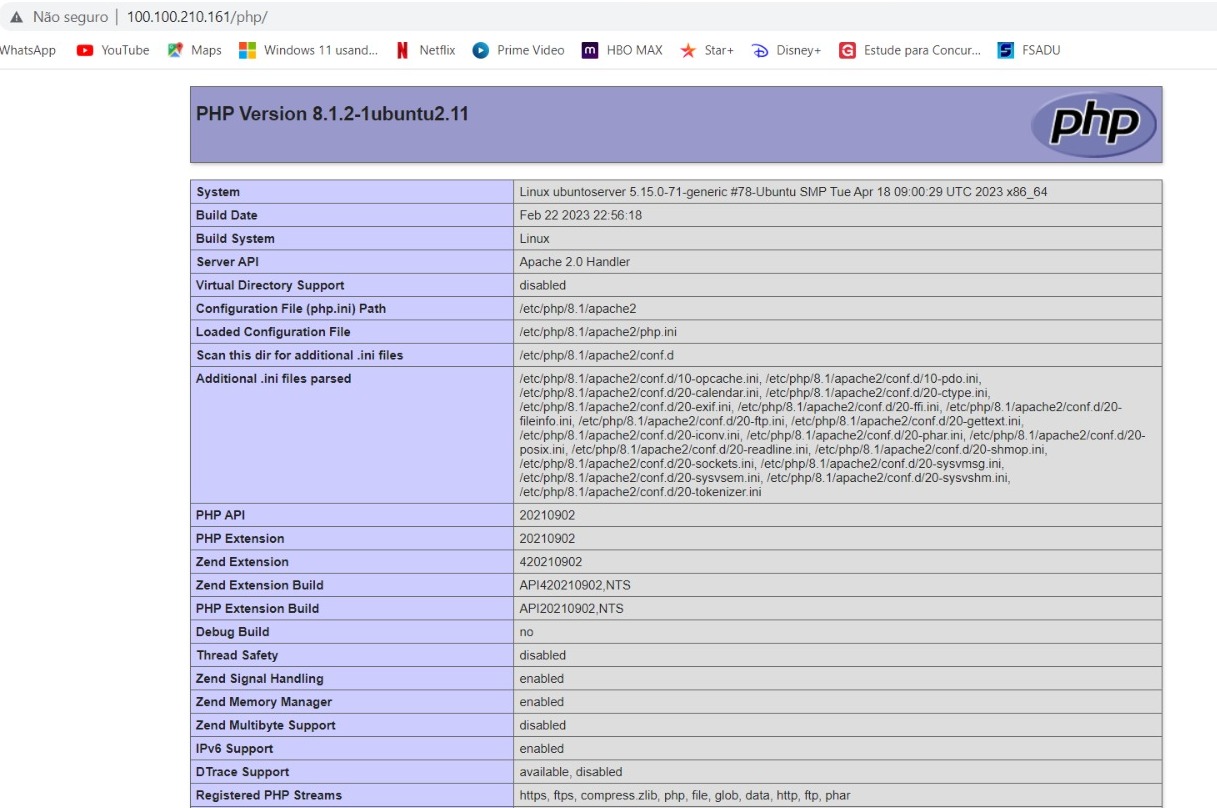 Não seguro | 100.100.210.161/php/
WhatsApp YouTube Maps Windows 11 usand... Netflix Prime Video HBO MAX Star+ Disney+ Estude para Concur... FSADU
PHP Version 8.1.2-1ubuntu2.11 php
System Linux ubuntoserver 5.15.0-71-generic #78-Ubuntu SMP Tue Apr 18 09:00:29 UTC 2023 x86_64
Build Date Feb 22 2023 22:56:18
Build System Linux
Server API Apache 2.0 Handler
Virtual Directory Support disabled
Configuration File (php.ini) Path /etc/php/8.1/apache2
Loaded Configuration File /etc/php/8.1/apache2/php.ini
Scan this dir for additional .ini files /etc/php/8.1/apache2/conf.d
Additional .ini files parsed /etc/php/8.1/apache2/conf.d/10-opcache.ini, /etc/php/8.1/apache2/conf.d/10-pdo.ini,
/etc/php/8.1/apache2/conf.d/20-calendar.ini, /etc/php/8.1/apache2/conf.d/20-ctype.ini,
/etc/php/8.1/apache2/conf.d/20-exif.ini, /etc/php/8.1/apache2/conf.d/20-ffi.ini, /etc/php/8.1/apache2/conf.d/20-
fileinfo.ini, /etc/php/8.1/apache2/conf.d/20-ftp.ini, /etc/php/8.1/apache2/conf.d/20-gettext.ini,
/etc/php/8.1/apache2/conf.d/20-iconv.ini, /etc/php/8.1/apache2/conf.d/20-phar.ini, /etc/php/8.1/apache2/conf.d/20-
posix.ini, /etc/php/8.1/apache2/conf.d/20-readline.ini, /etc/php/8.1/apache2/conf.d/20-shmop.ini,
/etc/php/8.1/apache2/conf.d/20-sockets.ini, /etc/php/8.1/apache2/conf.d/20-sysvmsg.ini,
/etc/php/8.1/apache2/conf.d/20-sysvsem.ini, /etc/php/8.1/apache2/conf.d/20-sysvshm.ini,
/etc/php/8.1/apache2/conf.d/20-tokenizer.ini
PHP API 20210902
PHP Extension 20210902
Zend Extension 420210902
Zend Extension Build API420210902,NTS
PHP Extension Build API20210902,NTS
Debug Build no
Thread Safety disabled
Zend Signal Handling enabled
Zend Memory Manager enabled
Zend Multibyte Support disabled
IPv6 Support enabled
DTrace Support available, disabled
Registered PHP Streams https, ftps, compress.zlib, php, file, glob, data, http, ftp, phar